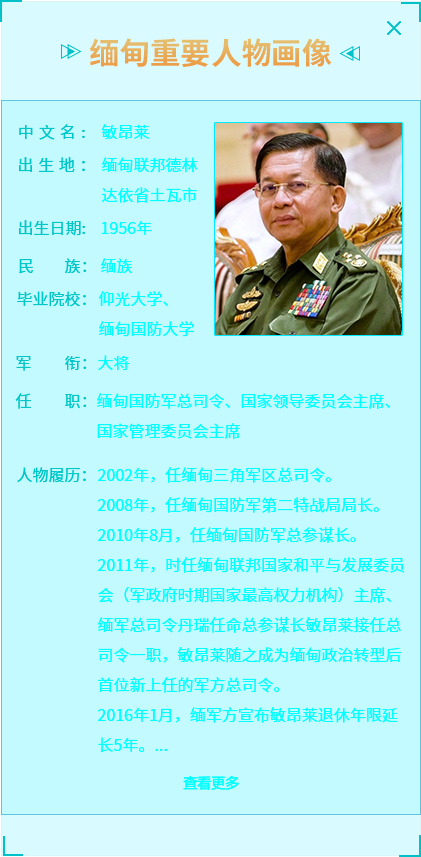 缅甸重要人物画像
中文名: 敏昂莱
出生地: 缅甸联邦德林
达依省土瓦市
出生日期: 1956年
民 族: 缅族
毕业院校: 仰光大学、
缅甸国防大学
军 衔: 大将
任 职: 缅甸国防军总司令、国家领导委员会主席、
国家管理委员会主席
人物履历: 2002年，任缅甸三角军区总司令。
2008年，任缅甸国防军第二特战局局长。
2010年8月，任缅甸国防军总参谋长。
2011年，时任缅甸联邦国家和平与发展委员
会（军政府时期国家最高权力机构）主席、
缅军总司令丹瑞任命总参谋长敏昂莱接任总
司令一职，敏昂莱随之成为缅甸政治转型后
首位新上任的军方总司令。
2016年1月，缅军方宣布敏昂莱退休年限延
长5年。...
查看更多